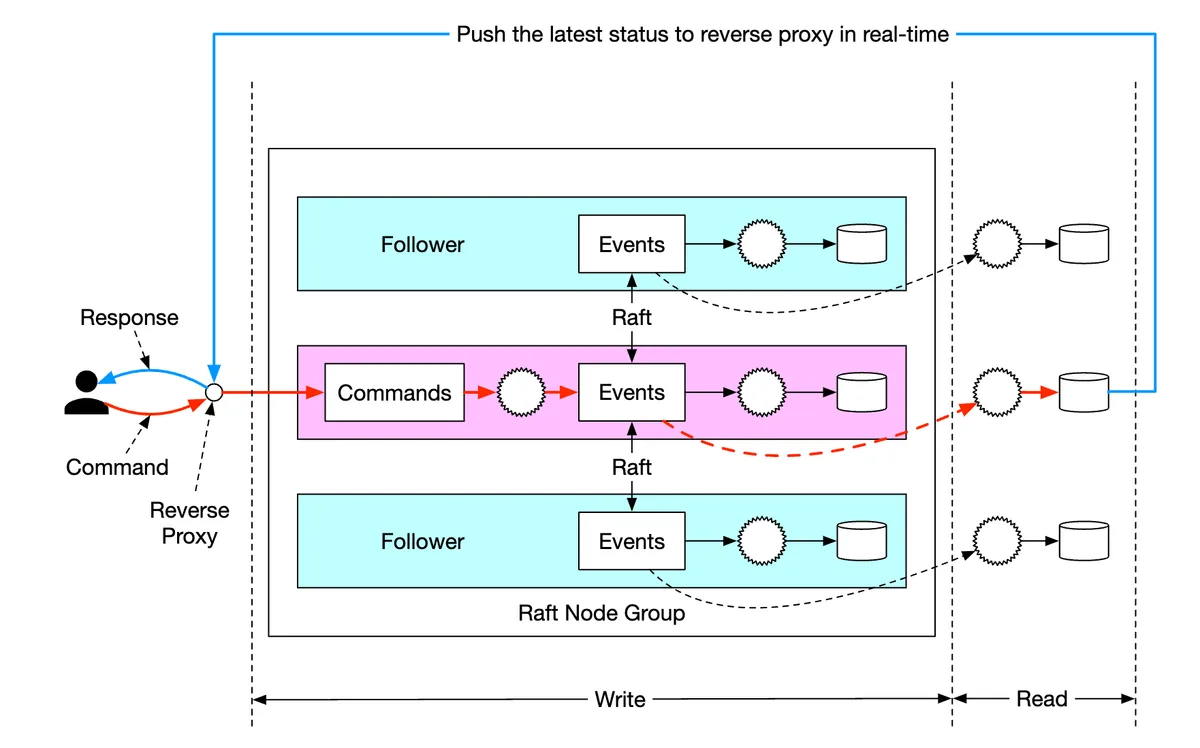 Push the latest status to reverse proxy in real-time
Follower
Events
Raft
Response
Commands
Events
Command
Raft
Reverse
Proxy
Follower
Events
Raft Node Group
Write
Read